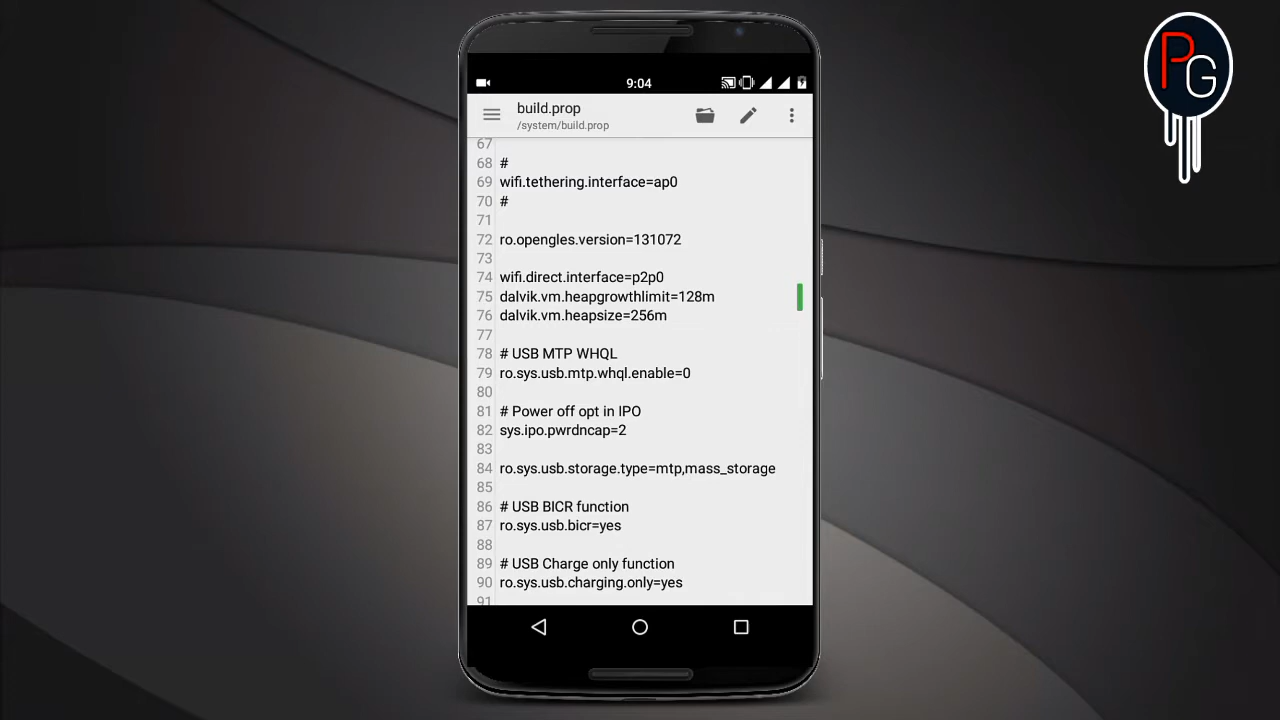 PG
9:04
build.prop
/system/build.prop
67
68 #
69 wifi.tethering.interface=ap0
70 #
71
72 ro.opengles.version=131072
73
74 wifi.direct.interface=p2p0
75 dalvik.vm.heapgrowthlimit=128m
76 dalvik.vm.heapsize=256m
77
78 # USB MTP WHQL
79 ro.sys.usb.mtp.whql.enable=0
80
81 # Power off opt in IPO
82 sys.ipo.pwrdncap=2
83
84 ro.sys.usb.storage.type=mtp,mass_storage
85
86 # USB BICR function
87 ro.sys.usb.bicr=yes
88
89 # USB Charge only function
90 ro.sys.usb.charging.only=yes
91